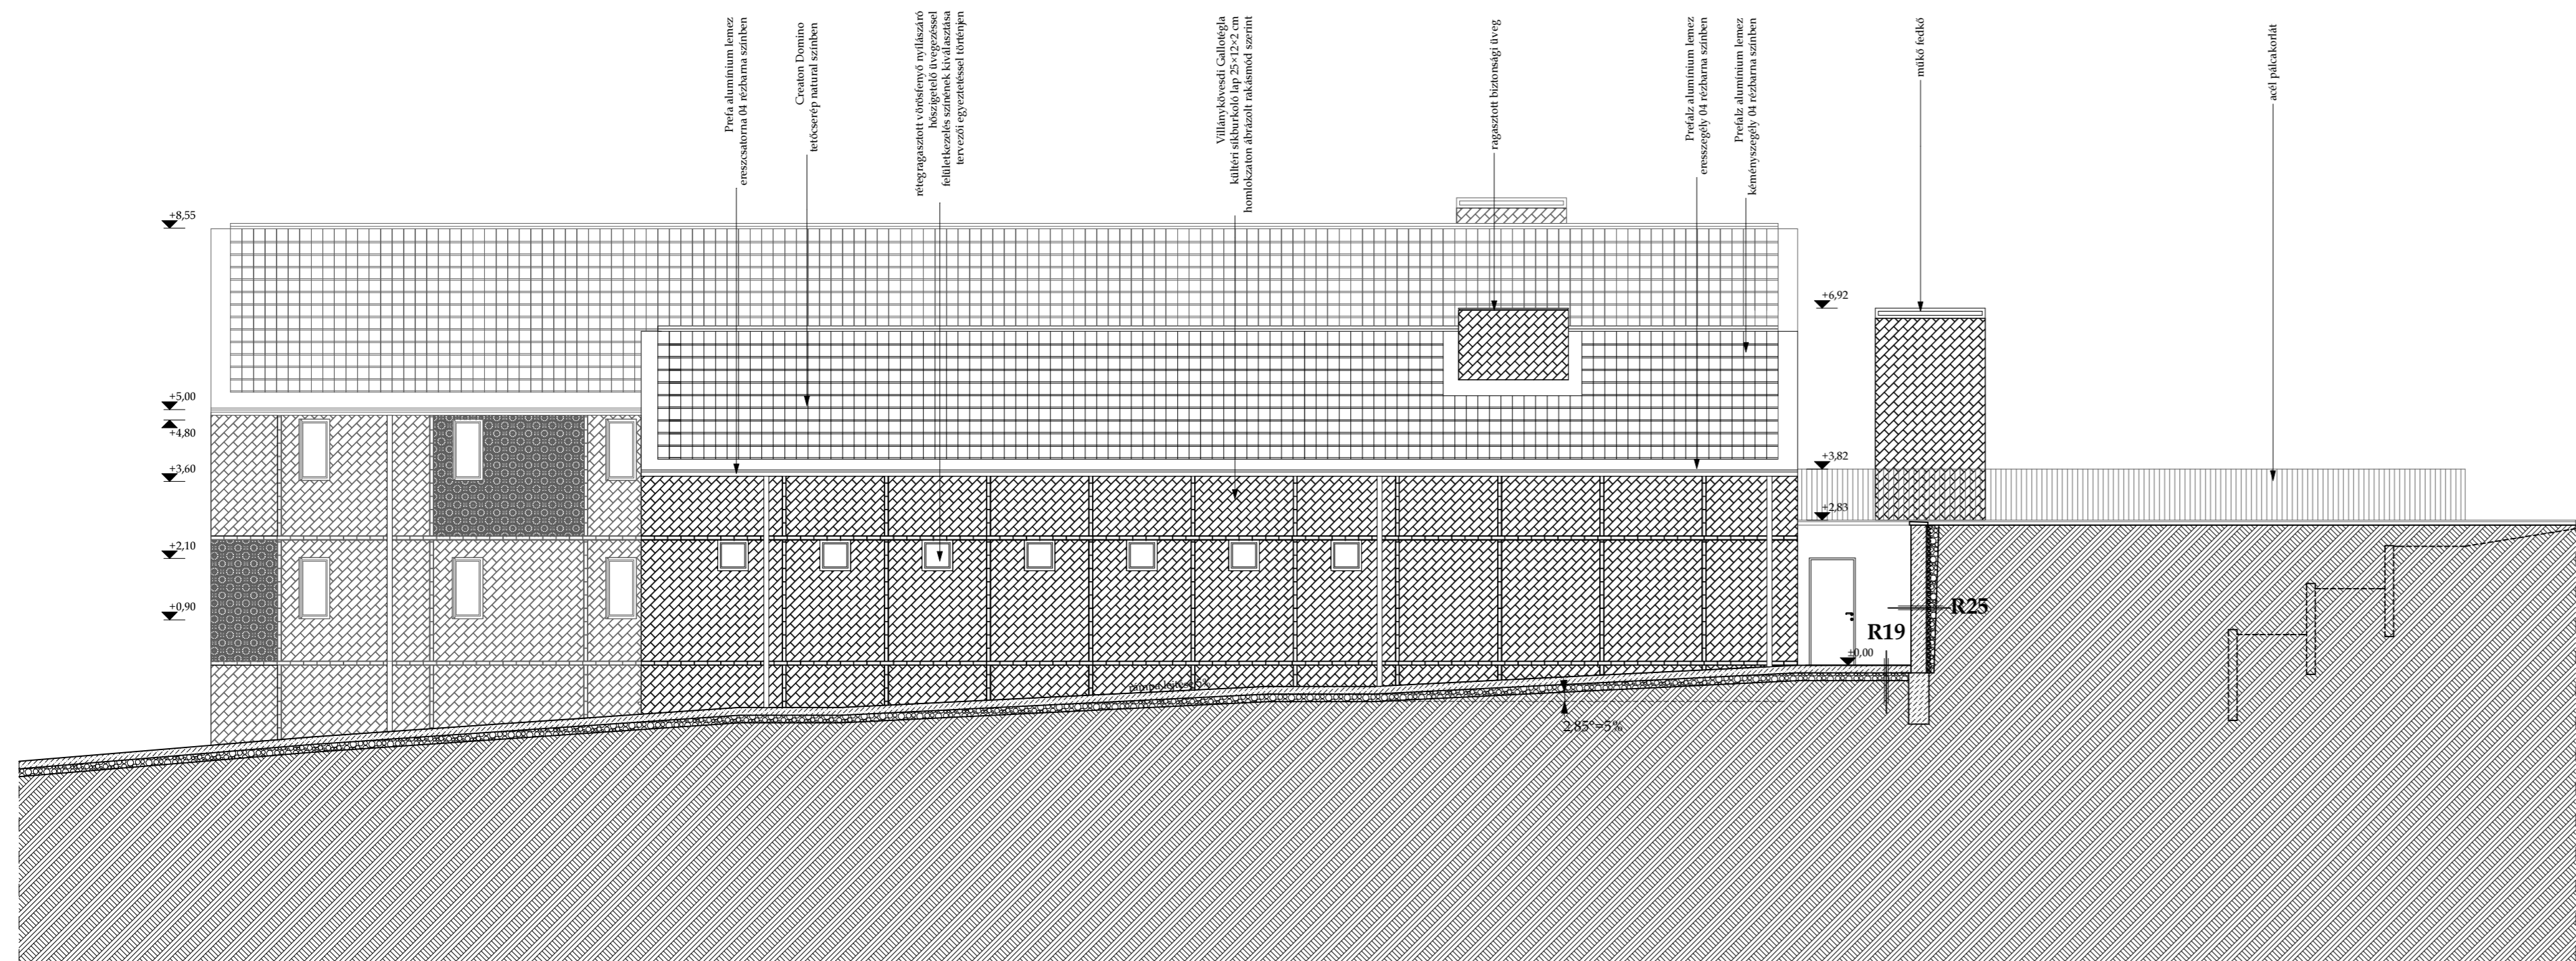 Prefa alumínium lemez
ereszcsatorna 04 rézbarna színben
Creaton Domino
tetőcserép natural színben
rétegragasztott vörösfenyő nyílászáró
hőszigetelő üvegezéssel
felületkezelés színének kiválasztása
tervezői egyeztetéssel történjen
Villánykövesdi Gallotégla
kültéri síkburkoló lap 25×12×2 cm
homlokzaton ábrázolt rakásmód szerint
ragasztott biztonsági üveg
Prefalz alumínium lemez
eresszegély 04 rézbarna színben
Prefalz alumínium lemez
kéményszegély 04 rézbarna színben
műkő fedkő
acél pálcakorlát
+8,55
+6,92
+5,00
+4,80
+3,60
+3,82
+2,83
+2,10
+0,90
R25
R19
±0,00
2,85°=5%